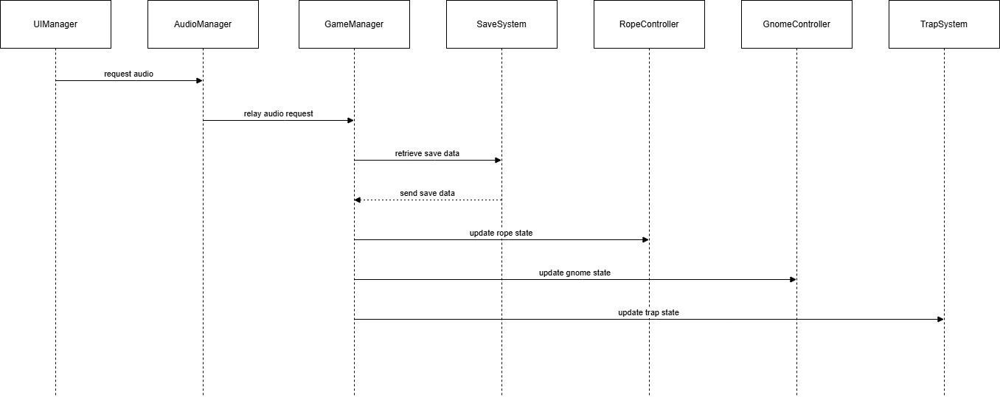 UIManager
AudioManager
GameManager
SaveSystem
RopeController
GnomeController
TrapSystem
request audio
relay audio request
retrieve save data
send save data
update rope state
update gnome state
update trap state